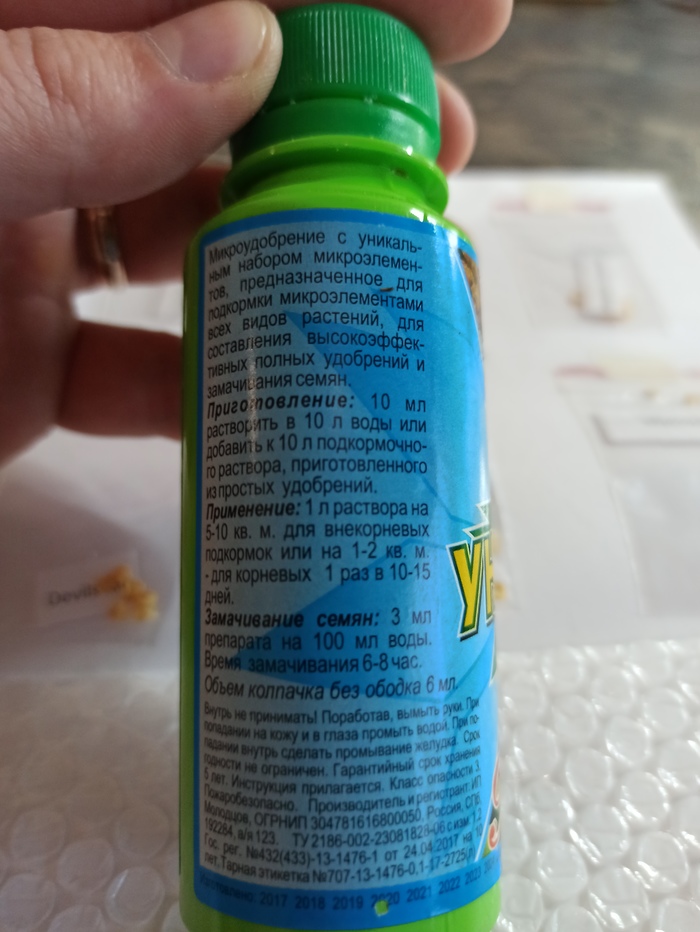 Микроудобрение с уникаль-
ным набором микроэлемен-
тов, предназначенное для
подкормки микроэлементами
всех видов растений, для
составления высокоэффек-
тивных полных удобрений и
замачивания семян.
Приготовление: 10 мл
растворить в 10 л воды или
добавить к 10 л подкормочно-
го раствора, приготовленного
из простых удобрений.
Применение: 1 л раствора на
5-10 кв. м. для внекорневых
подкормок или на 1-2 кв. м.
- для корневых 1 раз в 10-15
дней.
Замачивание семян: 3 мл
препарата на 100 мл воды.
Время замачивания 6-8 час.
Объем колпачка без ободка 6 мл.
Внутрь не принимать! Поработав, вымыть руки. При
попадании на кожу и в глаза промыть водой. При по-
падании внутрь сделать промывание желудка. Срок
годности не ограничен. Гарантийный срок хранения
5 лет. Инструкция прилагается. Класс опасности 3.
Пожаробезопасно. Производитель и регистрант: ИП
Молодцов, ОГРНИП 304781616800050, Россия, СПб,
192284, а/я 123. ТУ 2186-002-23081828-06 с изм 1,2
Гос. рег. №432(433)-13-1476-1 от 24.04.2017 на 10
лет. Тарная этикетка №707-13-1476-0,1-17-2725
Изготовлено: 2017 2018 2019 2020 2021 2022 2023
Devils